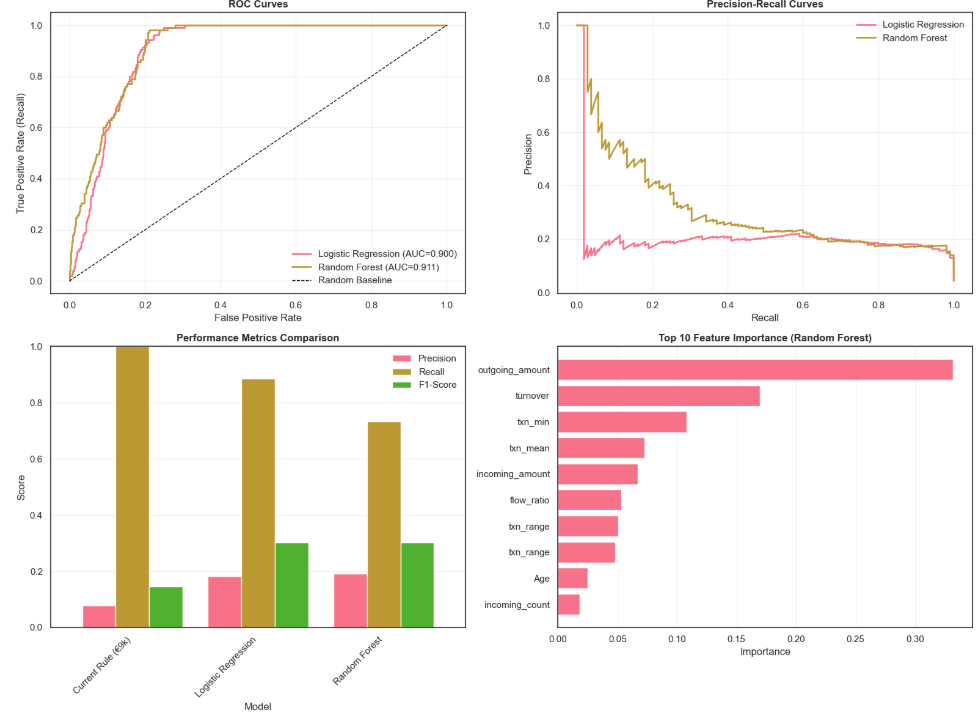 ROC Curves
1.0
0.8
0.6
0.4
0.2
0.0
True Positive Rate (Recall)
Logistic Regression (AUC=0.900)
Random Forest (AUC=0.911)
Random Baseline
0.0 0.2 0.4 0.6 0.8 1.0
False Positive Rate
Precision-Recall Curves
1.0
0.8
0.6
0.4
0.2
0.0
Precision
Logistic Regression
Random Forest
0.0 0.2 0.4 0.6 0.8 1.0
Recall
Performance Metrics Comparison
1.0
0.8
0.6
0.4
0.2
0.0
Score
Precision
Recall
F1-Score
Current Rule (€9k)
Logistic Regression
Random Forest
Model
Top 10 Feature Importance (Random Forest)
outgoing_amount
turnover
txn_min
txn_mean
incoming_amount
flow_ratio
txn_range
txn_range
Age
incoming_count
0.00 0.05 0.10 0.15 0.20 0.25 0.30
Importance